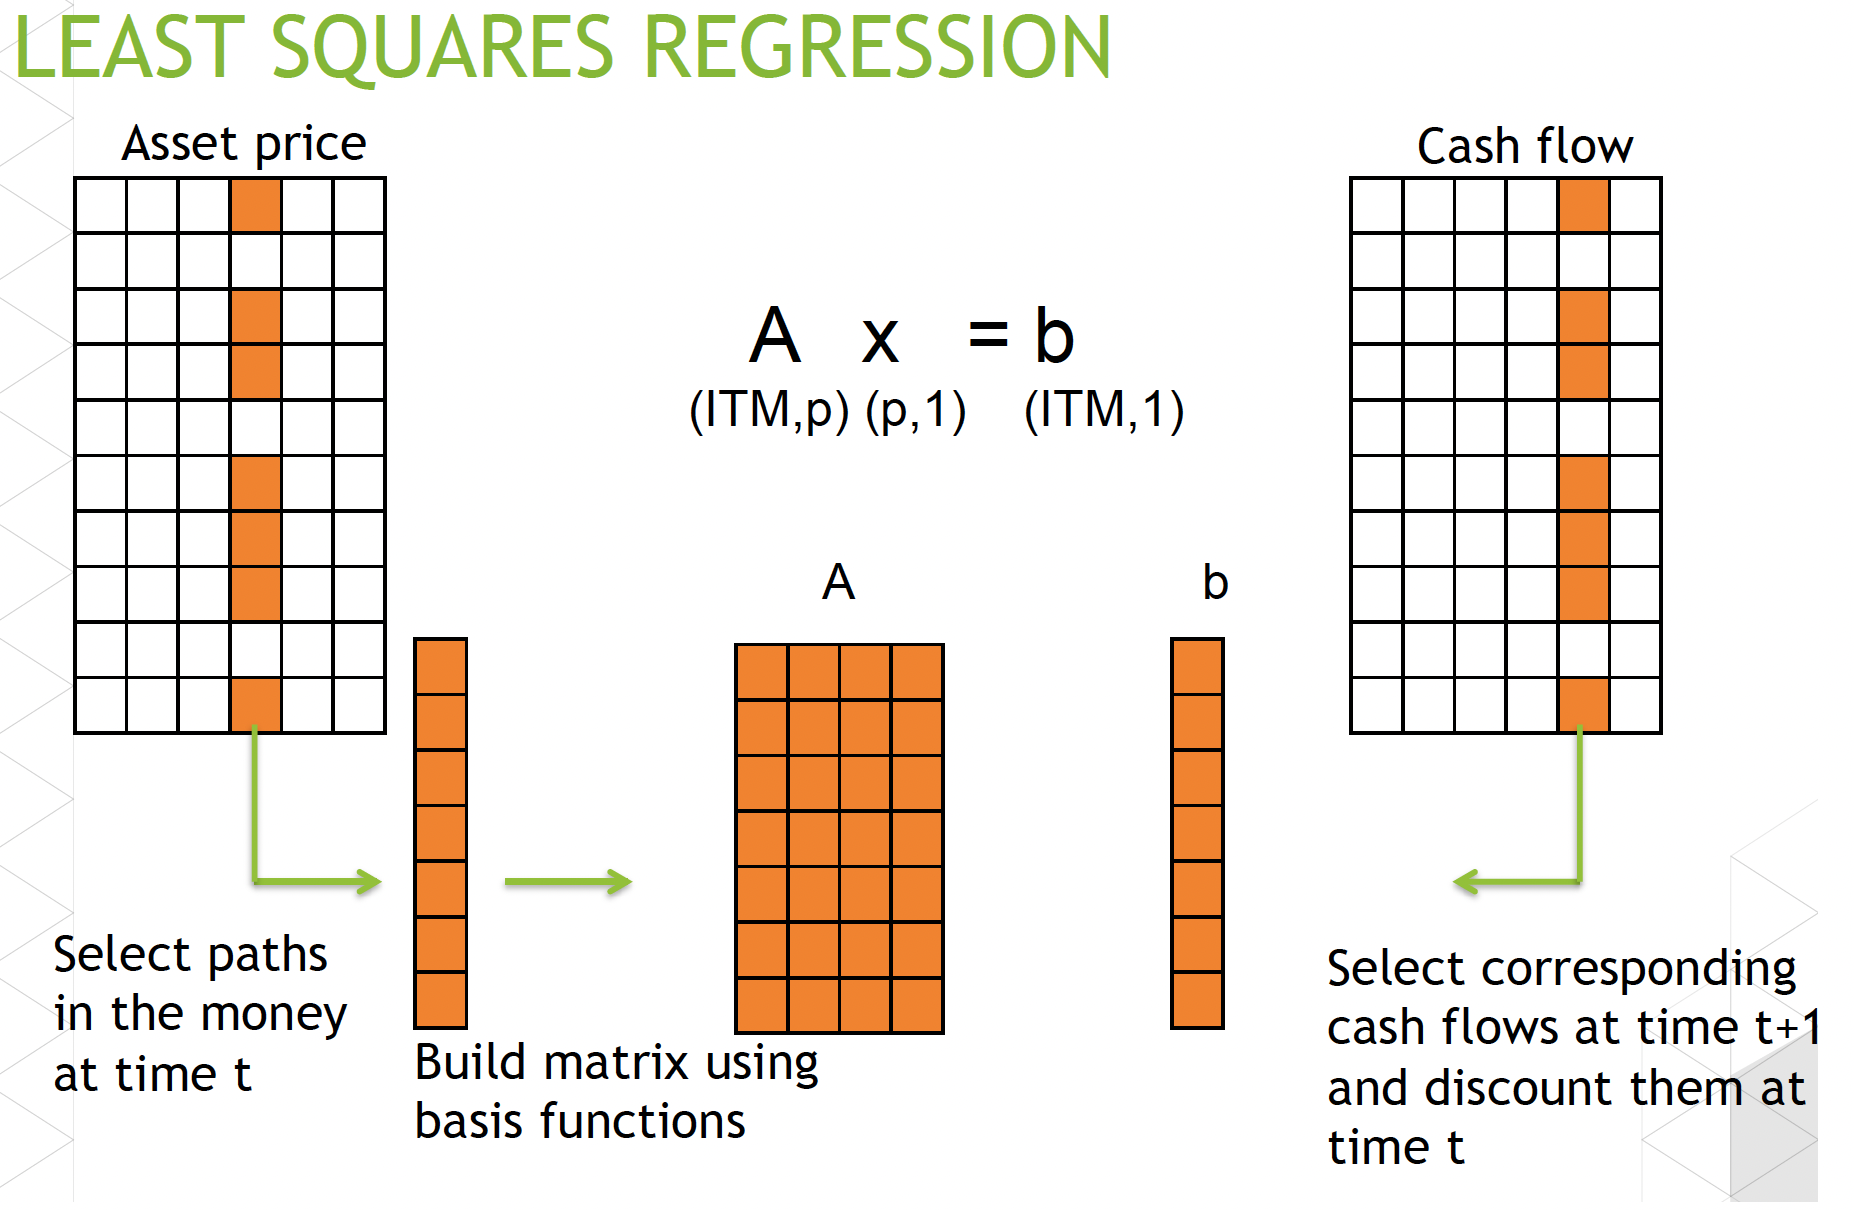 LEAST SQUARES REGRESSION
Asset price
Cash flow
A x = b
(ITM,p) (p,1) (ITM,1)
A
b
Select paths
in the money
at time t
Build matrix using
basis functions
Select corresponding
cash flows at time t+1
and discount them at
time t